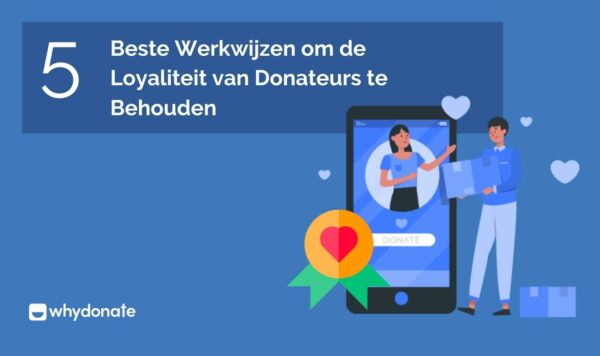 5
Beste Werkwijzen om de
Loyaliteit van Donateurs te
Behouden
DONATE
whydonate